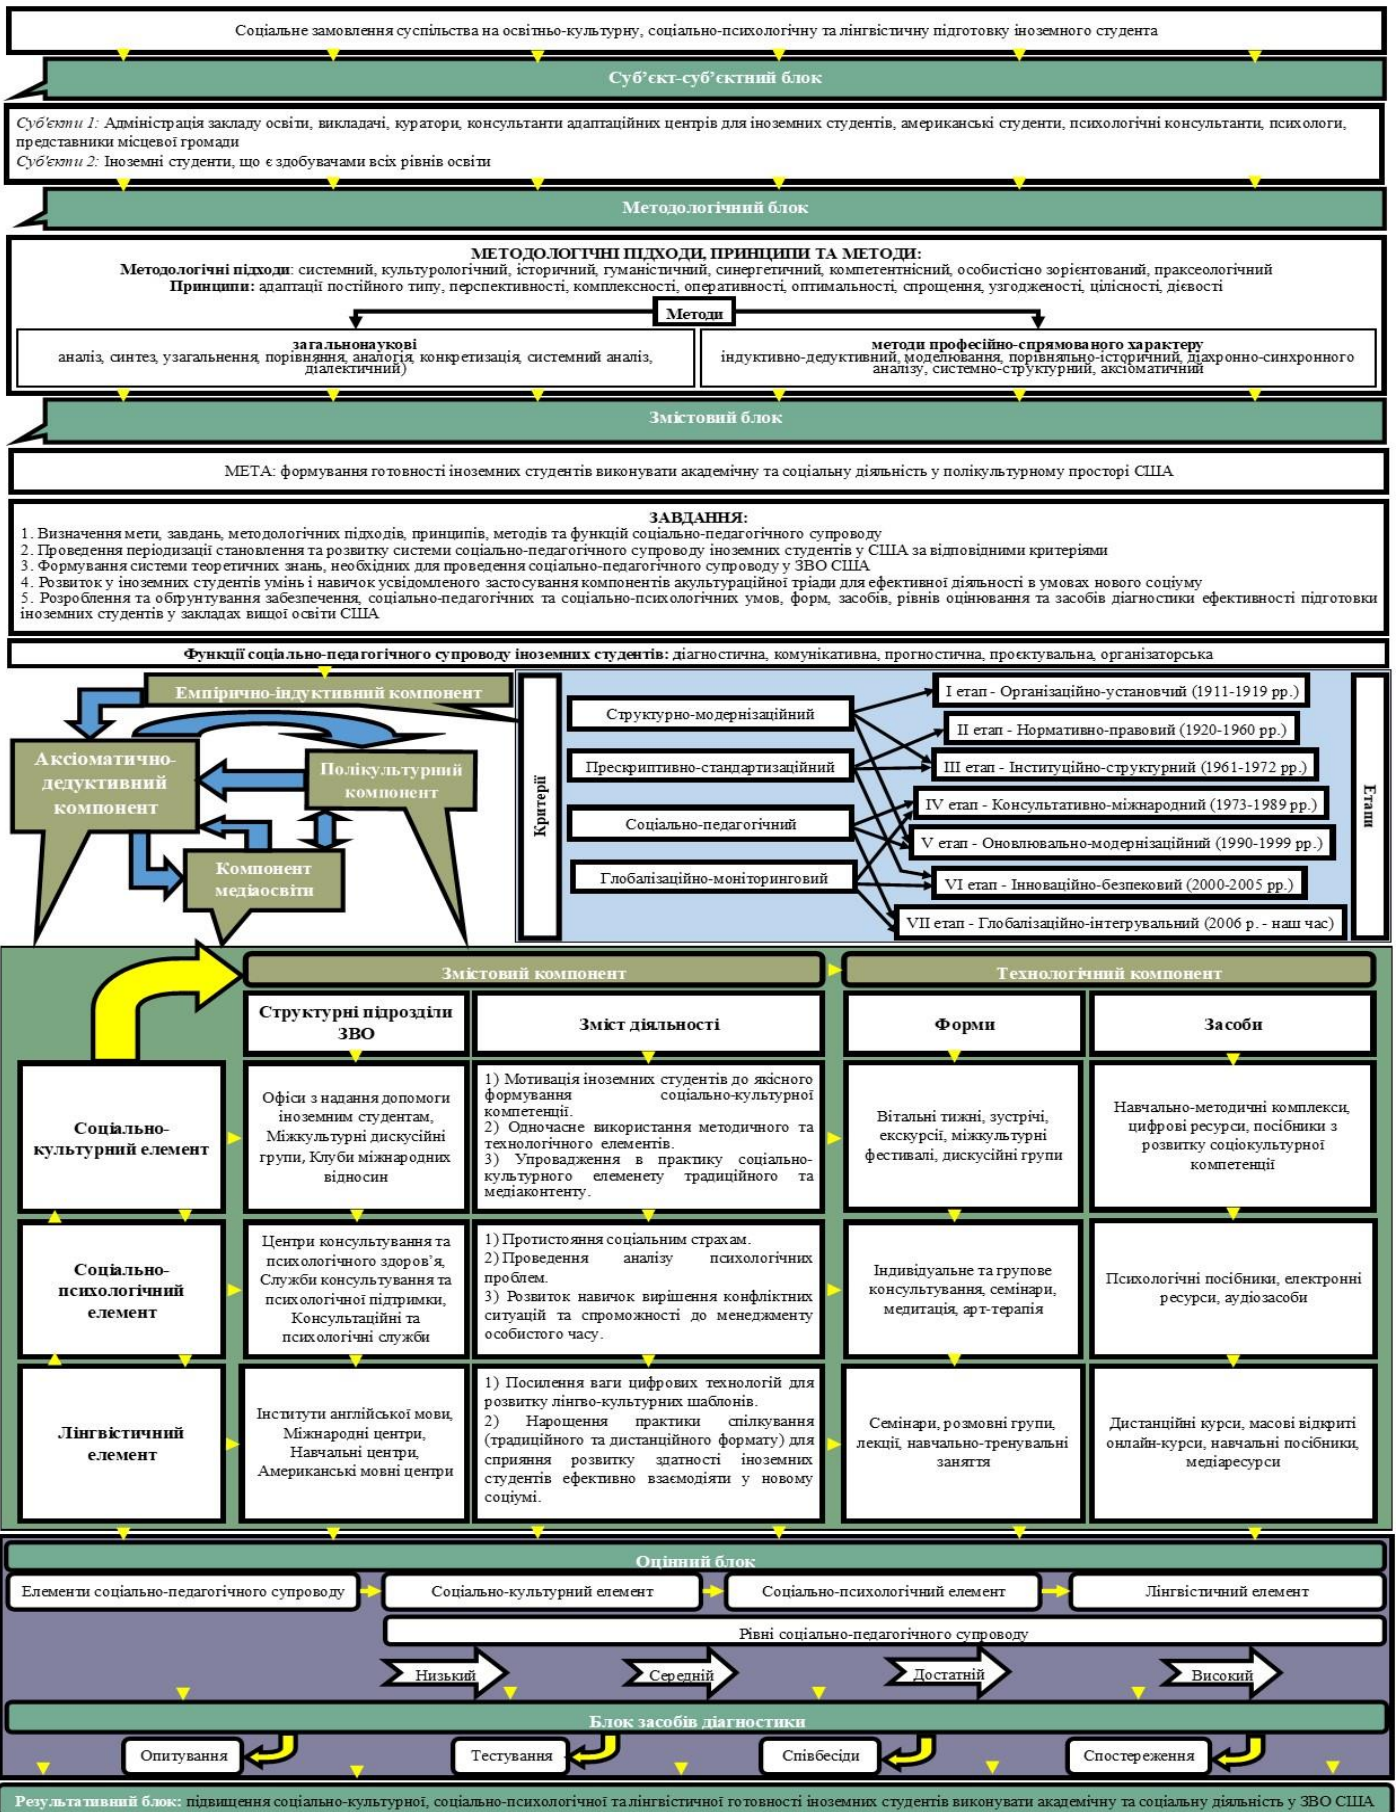 Соціальне замовлення суспільства на освітньо-культурну, соціально-психологічну та лінгвістичну підготовку іноземного студента
Суб'єкт-суб'єктний блок
Суб'єкти 1: Адміністрація закладу освіти, викладачі, куратори, консультанти адаптаційних центрів для іноземних студентів, американські студенти, психологічні консультанти, психологи,
представники місцевої громади
Суб'єкти 2: Іноземні студенти, що є здобувачами всіх рівнів освіти
Методологічний блок
МЕТОДОЛОГІЧНІ ПІДХОДИ, ПРИНЦИПИ ТА МЕТОДИ:
Методологічні підходи: системний, культурологічний, історичний, гуманістичний, синергетичний, компетентнісний, особистісно зорієнтований, праксеологічний
Принципи: адаптації постійного типу, перспективності, комплексності, оперативності, оптимальності, спрощення, узгодженості, цілісності, дієвості
Методи
загальнонаукові
аналіз, синтез, узагальнення, порівняння, аналогія, конкретизація, системний аналіз,
діалектичний)
методи професійно-спрямованого характеру
індуктивно-дедуктивний, моделювання, порівняльно-історичний, діахронно-синхронного
аналізу, системно-структурний, аксіоматичний
Змістовий блок
МЕТА: формування готовності іноземних студентів виконувати академічну та соціальну діяльність у полікультурному просторі США
ЗАВДАННЯ:
1. Визначення мети, завдань, методологічних підходів, принципів, методів та функцій соціально-педагогічного супроводу
2. Проведення періодизації становлення та розвитку системи соціально-педагогічного супроводу іноземних студентів у США за відповідними критеріями
3. Формування системи теоретичних знань, необхідних для проведення соціально-педагогічного супроводу у ЗВО США
4. Розвиток у іноземних студентів умінь і навичок усвідомленого застосування компонентів акультураційної тріади для ефективної діяльності в умовах нового соціуму
5. Розроблення та обґрунтування забезпечення, соціально-педагогічних та соціально-психологічних умов, форм, засобів, рівнів оцінювання та засобів діагностики ефективності підготовки
іноземних студентів у закладах вищої освіти США
Функції соціально-педагогічного супроводу іноземних студентів: діагностична, комунікативна, прогностична, проєктувальна, організаторська
Емпірично-індуктивний компонент
Аксіоматично-
дедуктивний
компонент
Полікультурний
компонент
Компонент
медіаосвіти
Критерії
Структурно-модернізаційний
Прескриптивно-стандартизаційний
Соціально-педагогічний
Глобалізаційно-моніторинговий
I етап - Організаційно-установчий (1911-1919 рр.)
II етап - Нормативно-правовий (1920-1960 рр.)
III етап - Інституційно-структурний (1961-1972 рр.)
IV етап - Консультативно-міжнародний (1973-1989 рр.)
V етап - Оновлювально-модернізаційний (1990-1999 рр.)
VI етап - Інноваційно-безпековий (2000-2005 рр.)
VII етап - Глобалізаційно-інтегрувальний (2006 р. - наш час)
Етапи
Змістовий компонент
Технологічний компонент
Структурні підрозділи
ЗВО
Зміст діяльності
Форми
Засоби
Соціально-
культурний елемент
Офіси з надання допомоги
іноземним студентам,
Міжкультурні дискусійні
групи, Клуби міжнародних
відносин
1) Мотивація іноземних студентів до якісного
формування соціально-культурної
компетенції.
2) Одночасне використання методичного та
технологічного елементів.
3) Упровадження в практику соціально-
культурного елеменету традиційного та
медіаконтенту.
Вітальні тижні, зустрічі,
екскурсії, міжкультурні
фестивалі, дискусійні групи
Навчально-методичні комплекси,
цифрові ресурси, посібники з
розвитку соціокультурної
компетенції
Соціально-
психологічний
елемент
Центри консультування та
психологічного здоров'я,
Служби консультування та
психологічної підтримки,
Консультаційні та
психологічні служби
1) Протистояння соціальним страхам.
2) Проведення аналізу психологічних
проблем.
3) Розвиток навичок вирішення конфліктних
ситуацій та спроможності до менеджменту
особистого часу.
Індивідуальне та групове
консультування, семінари,
медитація, арт-терапія
Психологічні посібники, електронні
ресурси, аудіозасоби
Лінгвістичний
елемент
Інститути англійської мови,
Міжнародні центри,
Навчальні центри,
Американські мовні центри
1) Посилення ваги цифрових технологій для
розвитку лінгво-культурних шаблонів.
2) Нарощення практики спілкування
(традиційного та дистанційного формату) для
сприяння розвитку здатності іноземних
студентів ефективно взаємодіяти у новому
соціумі.
Семінари, розмовні групи,
лекції, навчально-тренувальні
заняття
Дистанційні курси, масові відкриті
онлайн-курси, навчальні посібники,
медіаресурси
Оцінний блок
Елементи соціально-педагогічного супроводу
Соціально-культурний елемент
Соціально-психологічний елемент
Лінгвістичний елемент
Рівні соціально-педагогічного супроводу
Низький
Середній
Достатній
Високий
Блок засобів діагностики
Опитування
Тестування
Співбесіди
Спостереження
Результативний блок: підвищення соціально-культурної, соціально-психологічної та лінгвістичної готовності іноземних студентів виконувати академічну та соціальну діяльність у ЗВО США